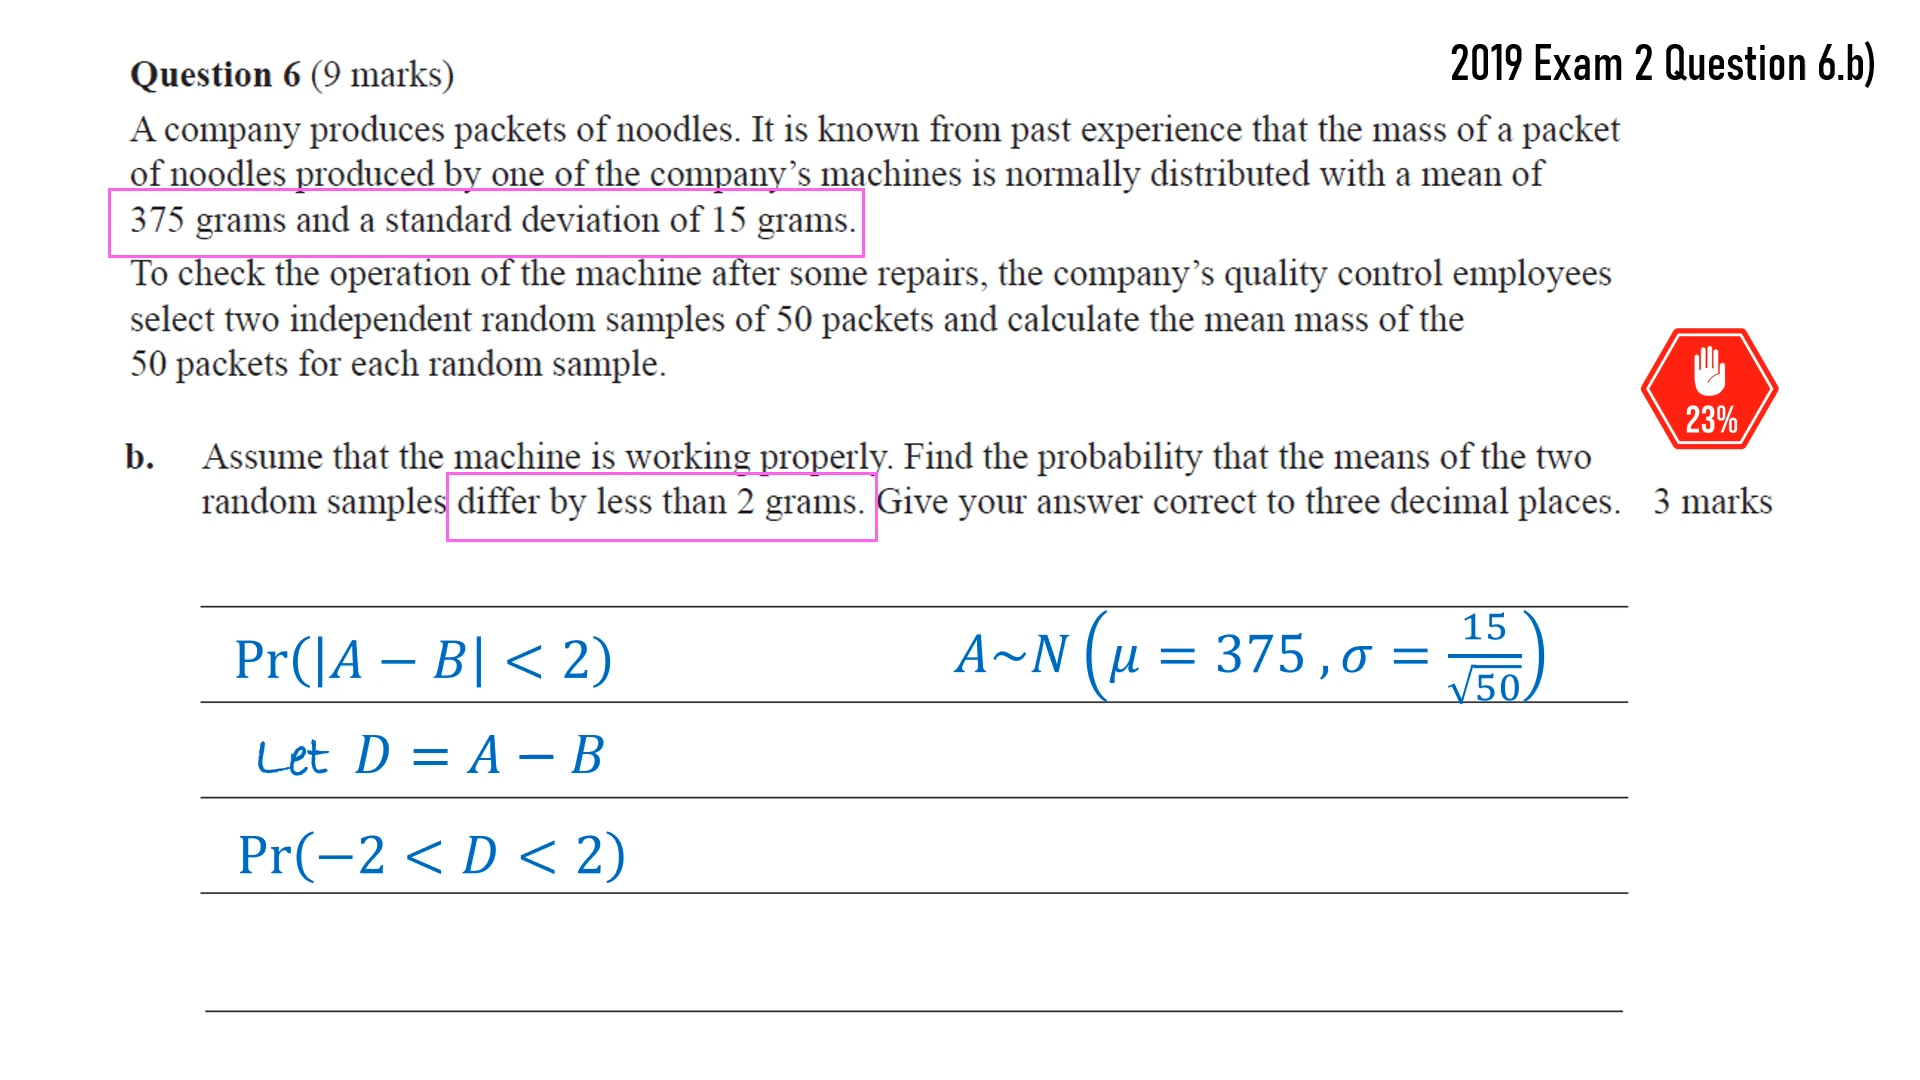 2019 Exam 2 Question 6.b)
Question 6 (9 marks)
A company produces packets of noodles. It is known from past experience that the mass of a packet
of noodles produced by one of the company’s machines is normally distributed with a mean of
375 grams and a standard deviation of 15 grams.
To check the operation of the machine after some repairs, the company’s quality control employees
select two independent random samples of 50 packets and calculate the mean mass of the
50 packets for each random sample.
23%
b. Assume that the machine is working properly. Find the probability that the means of the two
random samples differ by less than 2 grams. Give your answer correct to three decimal places. 3 marks
Pr(|A − B| < 2) A~N(μ = 375 , σ = 15/√50)
Let D = A − B
Pr(−2 < D < 2)